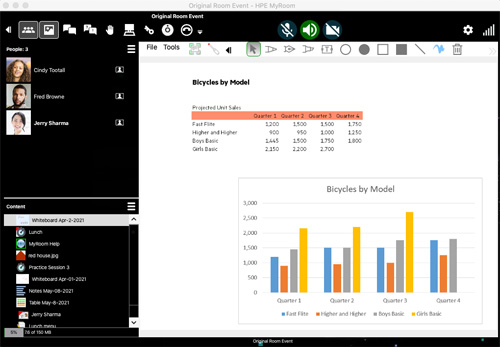 Original Room Event - HPE MyRoom
Original Room Event
People: 3
Cindy Tootall
Fred Browne
Jerry Sharma
File Tools
Bicycles by Model
Projected Unit Sales
Quarter 1 Quarter 2 Quarter 3 Quarter 4
Fast Flite 1,200 1,500 1,500 1,750
Higher and Higher 900 950 1,000 1,250
Boys Basic 1,445 1,500 1,750 1,800
Girls Basic 2,150 2,200 2,700
Content
Whiteboard Apr-2-2021
Lunch
MyRoom Help
red house.jpg
Practice Session 3
Whiteboard Apr-01-2021
Notes May-08-2021
Table May-8-2021
Jerry Sharma
Lunch menu
Bicycles by Model
3,000
2,500
2,000
1,500
1,000
500
0
Quarter 1 Quarter 2 Quarter 3 Quarter 4
Fast Flite Higher and Higher Boys Basic Girls Basic
of 150 MB
Original Room Event